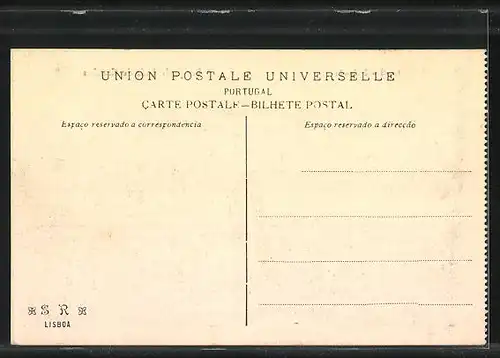 UNION POSTALE UNIVERSELLE
PORTUGAL
CARTE POSTALE—BILHETE POSTAL
Espaço reservado a correspondencia
Espaço reservado a direcção
S R
LISBOA